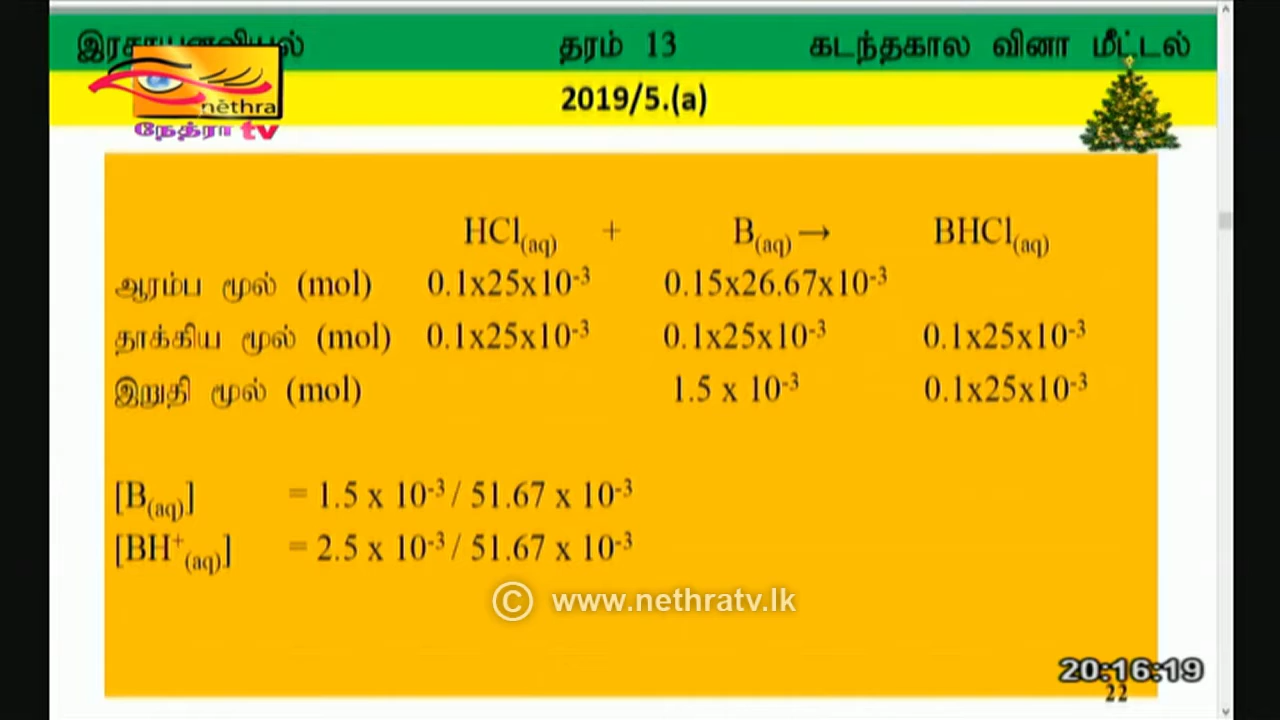 இரசாயனவியல் தரம் 13 கடந்தகால வினா மீட்டல்
nethra
நேத்ரா tv
2019/5.(a)
HCl(aq) + B(aq) → BHCl(aq)
ஆரம்ப மூல் (mol) 0.1x25x10⁻³ 0.15x26.67x10⁻³
தாக்கிய மூல் (mol) 0.1x25x10⁻³ 0.1x25x10⁻³ 0.1x25x10⁻³
இறுதி மூல் (mol) 1.5 x 10⁻³ 0.1x25x10⁻³
[B(aq)] = 1.5 x 10⁻³ / 51.67 x 10⁻³
[BH⁺(aq)] = 2.5 x 10⁻³ / 51.67 x 10⁻³
© www.nethratv.lk
20:16:19
22